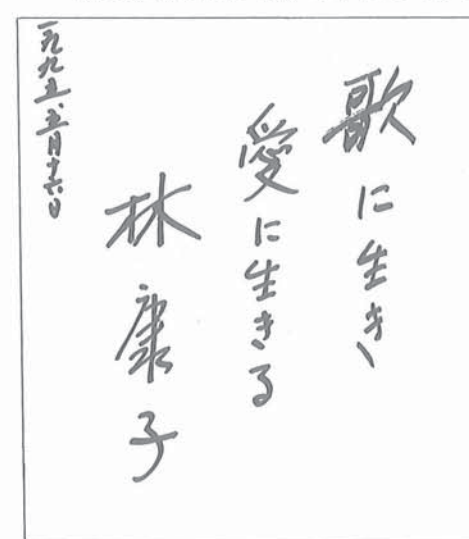 歌に生き、
愛に生きる
林康子
一九九五、五月十六日